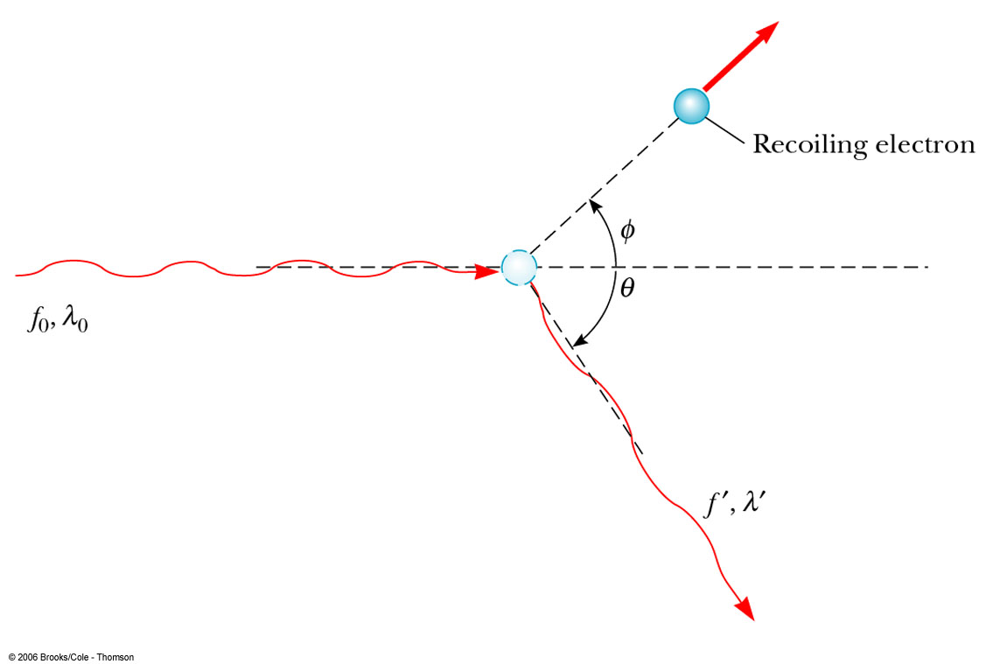 Recoiling electron
ϕ
θ
f₀, λ₀
f′, λ′
© 2006 Brooks/Cole - Thomson